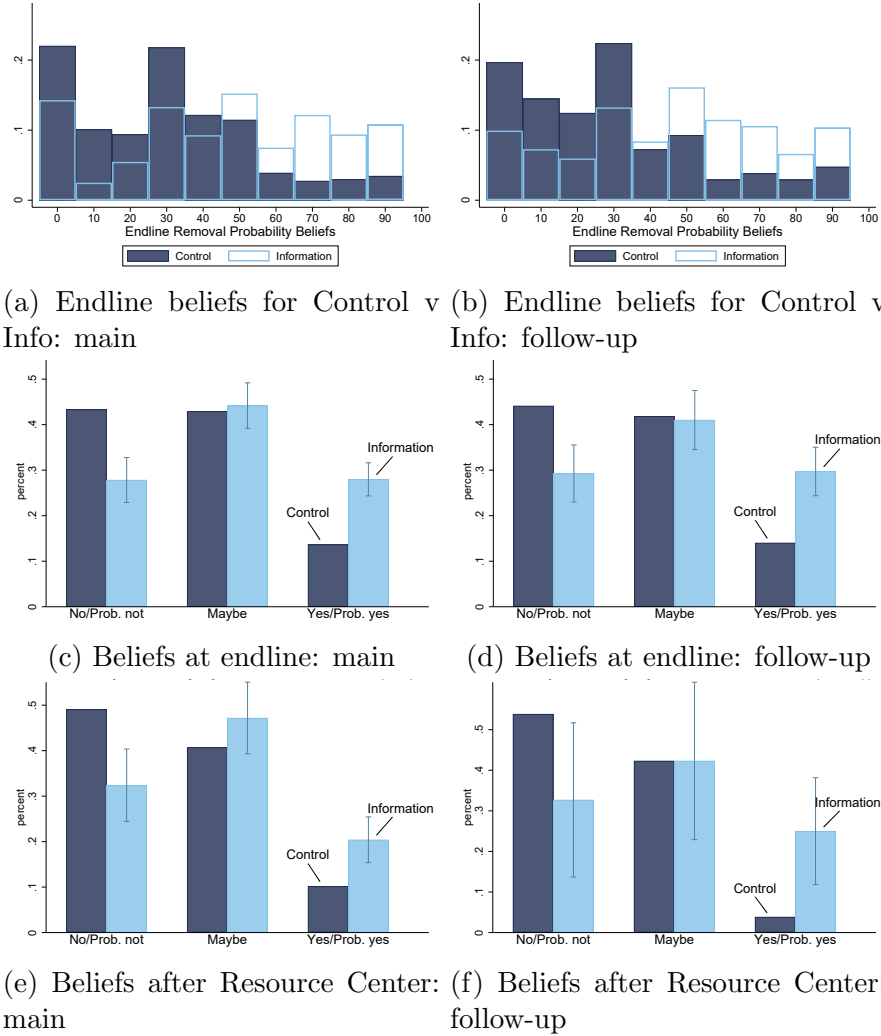 .2
.1
0
0 10 20 30 40 50 60 70 80 90 100
Endline Removal Probability Beliefs
Control Information
.2
.1
0
0 10 20 30 40 50 60 70 80 90 100
Endline Removal Probability Beliefs
Control Information
(a) Endline beliefs for Control v
Info: main
(b) Endline beliefs for Control v
Info: follow-up
.5
.4
.3
.2
.1
0
percent
Information
Control
No/Prob. not Maybe Yes/Prob. yes
(c) Beliefs at endline: main
.5
.4
.3
.2
.1
0
percent
Information
Control
No/Prob. not Maybe Yes/Prob. yes
(d) Beliefs at endline: follow-up
.5
.4
.3
.2
.1
0
percent
Information
Control
No/Prob. not Maybe Yes/Prob. yes
(e) Beliefs after Resource Center:
main
.5
.4
.3
.2
.1
0
percent
Information
Control
No/Prob. not Maybe Yes/Prob. yes
(f) Beliefs after Resource Center
follow-up